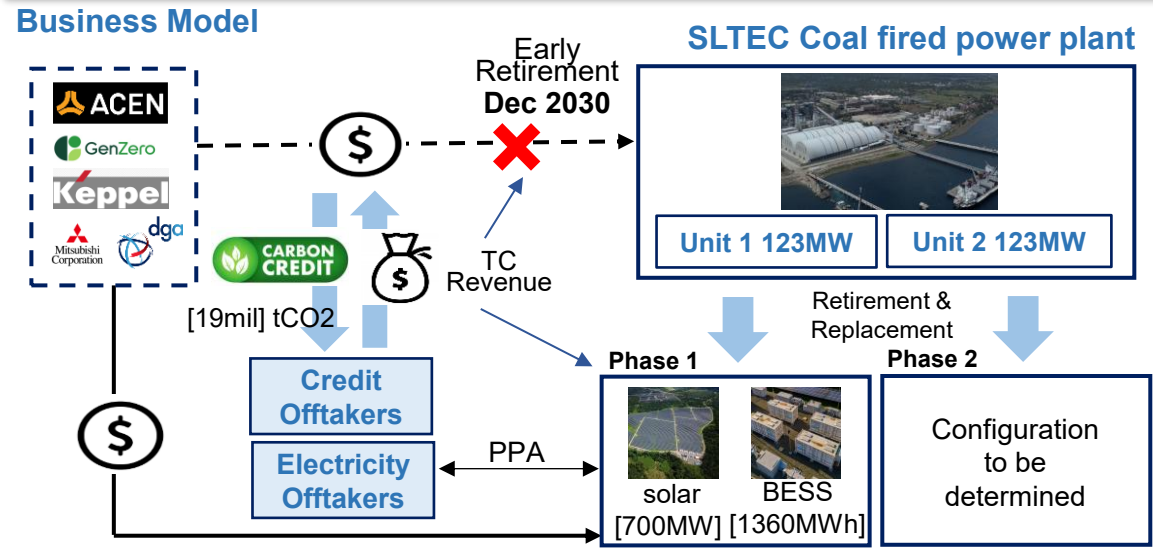 Business Model
SLTEC Coal fired power plant
Early
Retirement
Dec 2030
ACEN
GenZero
Keppel
Mitsubishi
Corporation
dga
$
CARBON
CREDIT
$
TC
Revenue
[19mil] tCO2
Unit 1 123MW
Unit 2 123MW
Retirement &
Replacement
Phase 1
Phase 2
Credit
Offtakers
Electricity
Offtakers
PPA
$
solar
[700MW]
BESS
[1360MWh]
Configuration
to be
determined